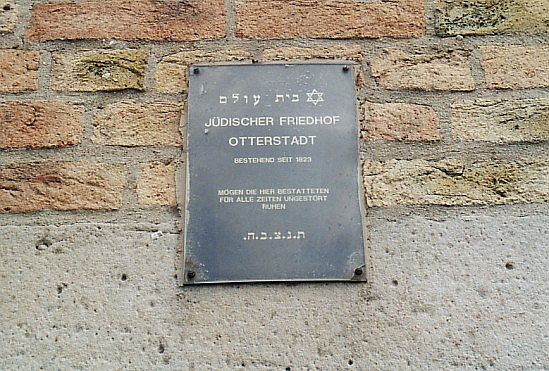 בית עולם ✡
JÜDISCHER FRIEDHOF
OTTERSTADT
BESTEHEND SEIT 1823
MÖGEN DIE HIER BESTATTETEN
FÜR ALLE ZEITEN UNGESTÖRT
RUHEN
ת.נ.צ.ב.ה.